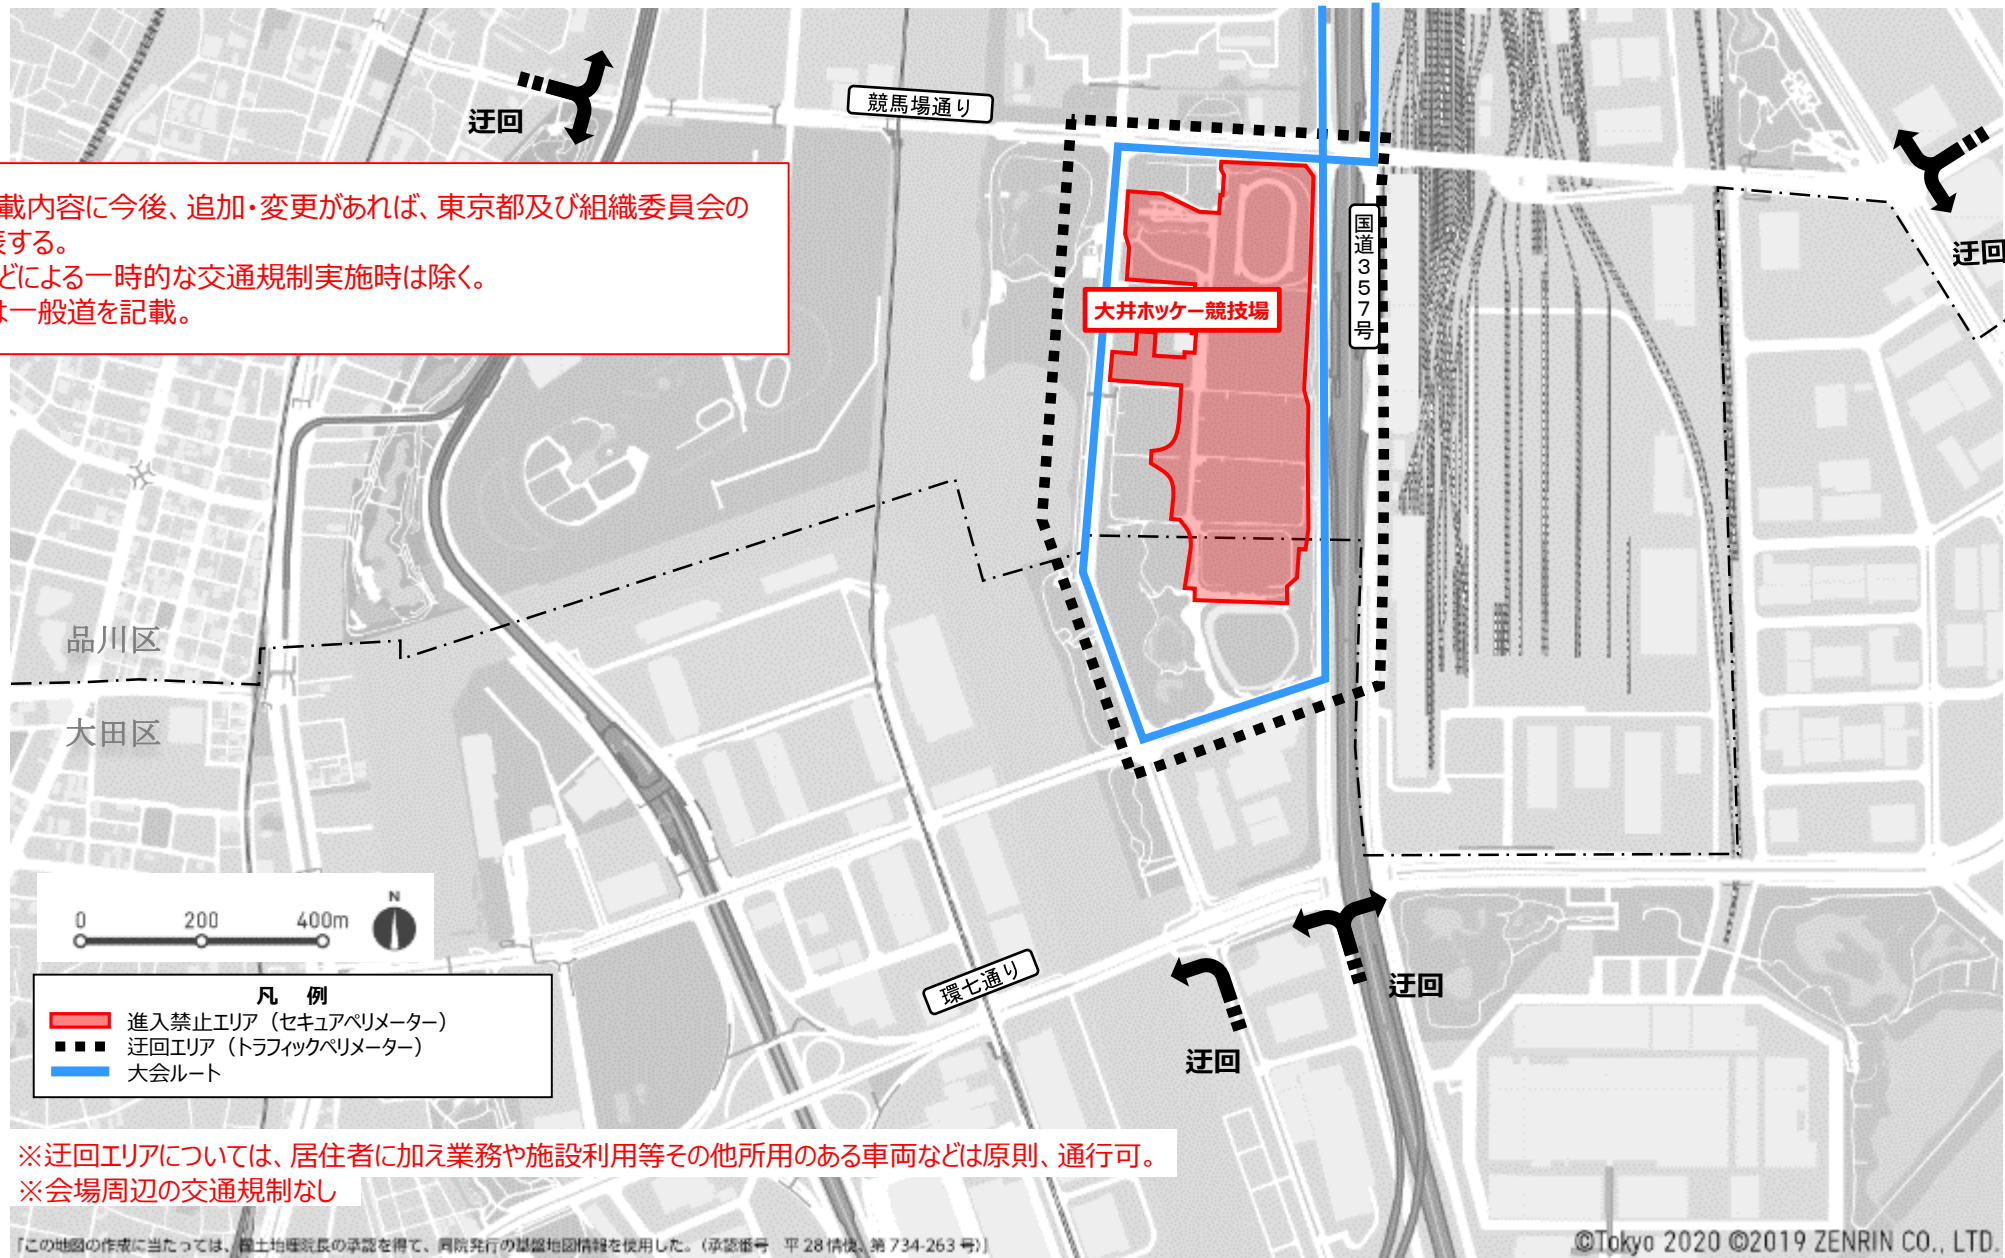 競馬場通り
迂回
載内容に今後、追加・変更があれば、東京都及び組織委員会の
表する。
どによる一時的な交通規制実施時は除く。
は一般道を記載。
国道357号
迂回
大井ホッケー競技場
品川区
大田区
0 200 400m
N
環七通り
迂回
迂回
凡 例
進入禁止エリア（セキュアペリメーター）
迂回エリア（トラフィックペリメーター）
大会ルート
※迂回エリアについては、居住者に加え業務や施設利用等その他所用のある車両などは原則、通行可。
※会場周辺の交通規制なし
「この地図の作成に当たっては、国土地理院長の承認を得て、同院発行の基盤地図情報を使用した。（承認番号 平 28 情使、第 734-263 号）」
©Tokyo 2020 ©2019 ZENRIN CO., LTD.